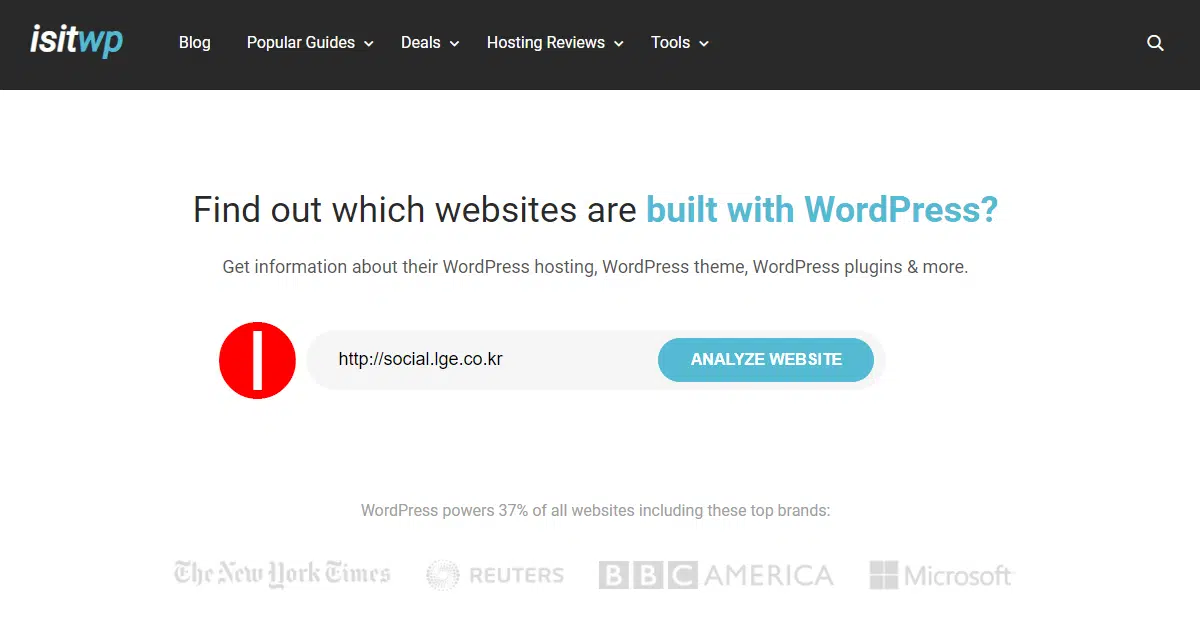 isitwp Blog Popular Guides Deals Hosting Reviews Tools
Find out which websites are built with WordPress?
Get information about their WordPress hosting, WordPress theme, WordPress plugins & more.
http://social.lge.co.kr ANALYZE WEBSITE
WordPress powers 37% of all websites including these top brands:
The New York Times REUTERS BBC AMERICA Microsoft